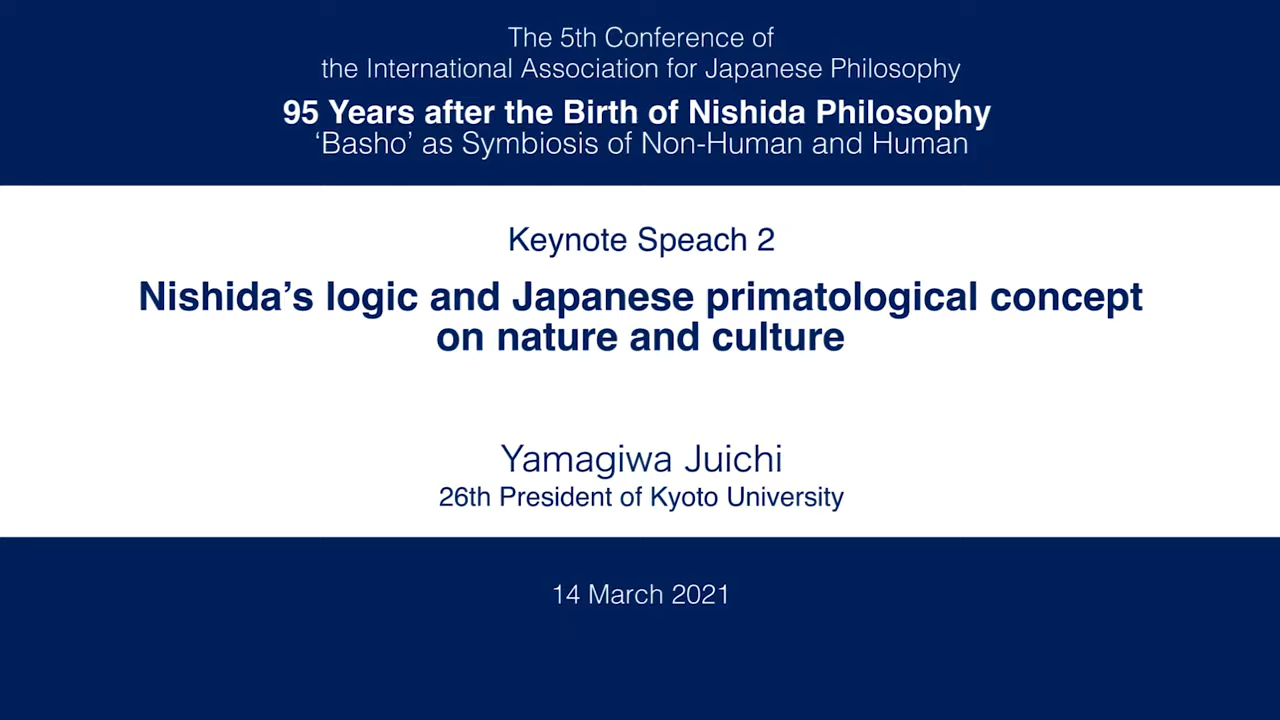 The 5th Conference of
the International Association for Japanese Philosophy
95 Years after the Birth of Nishida Philosophy
‘Basho’ as Symbiosis of Non-Human and Human
Keynote Speach 2
Nishida’s logic and Japanese primatological concept
on nature and culture
Yamagiwa Juichi
26th President of Kyoto University
14 March 2021